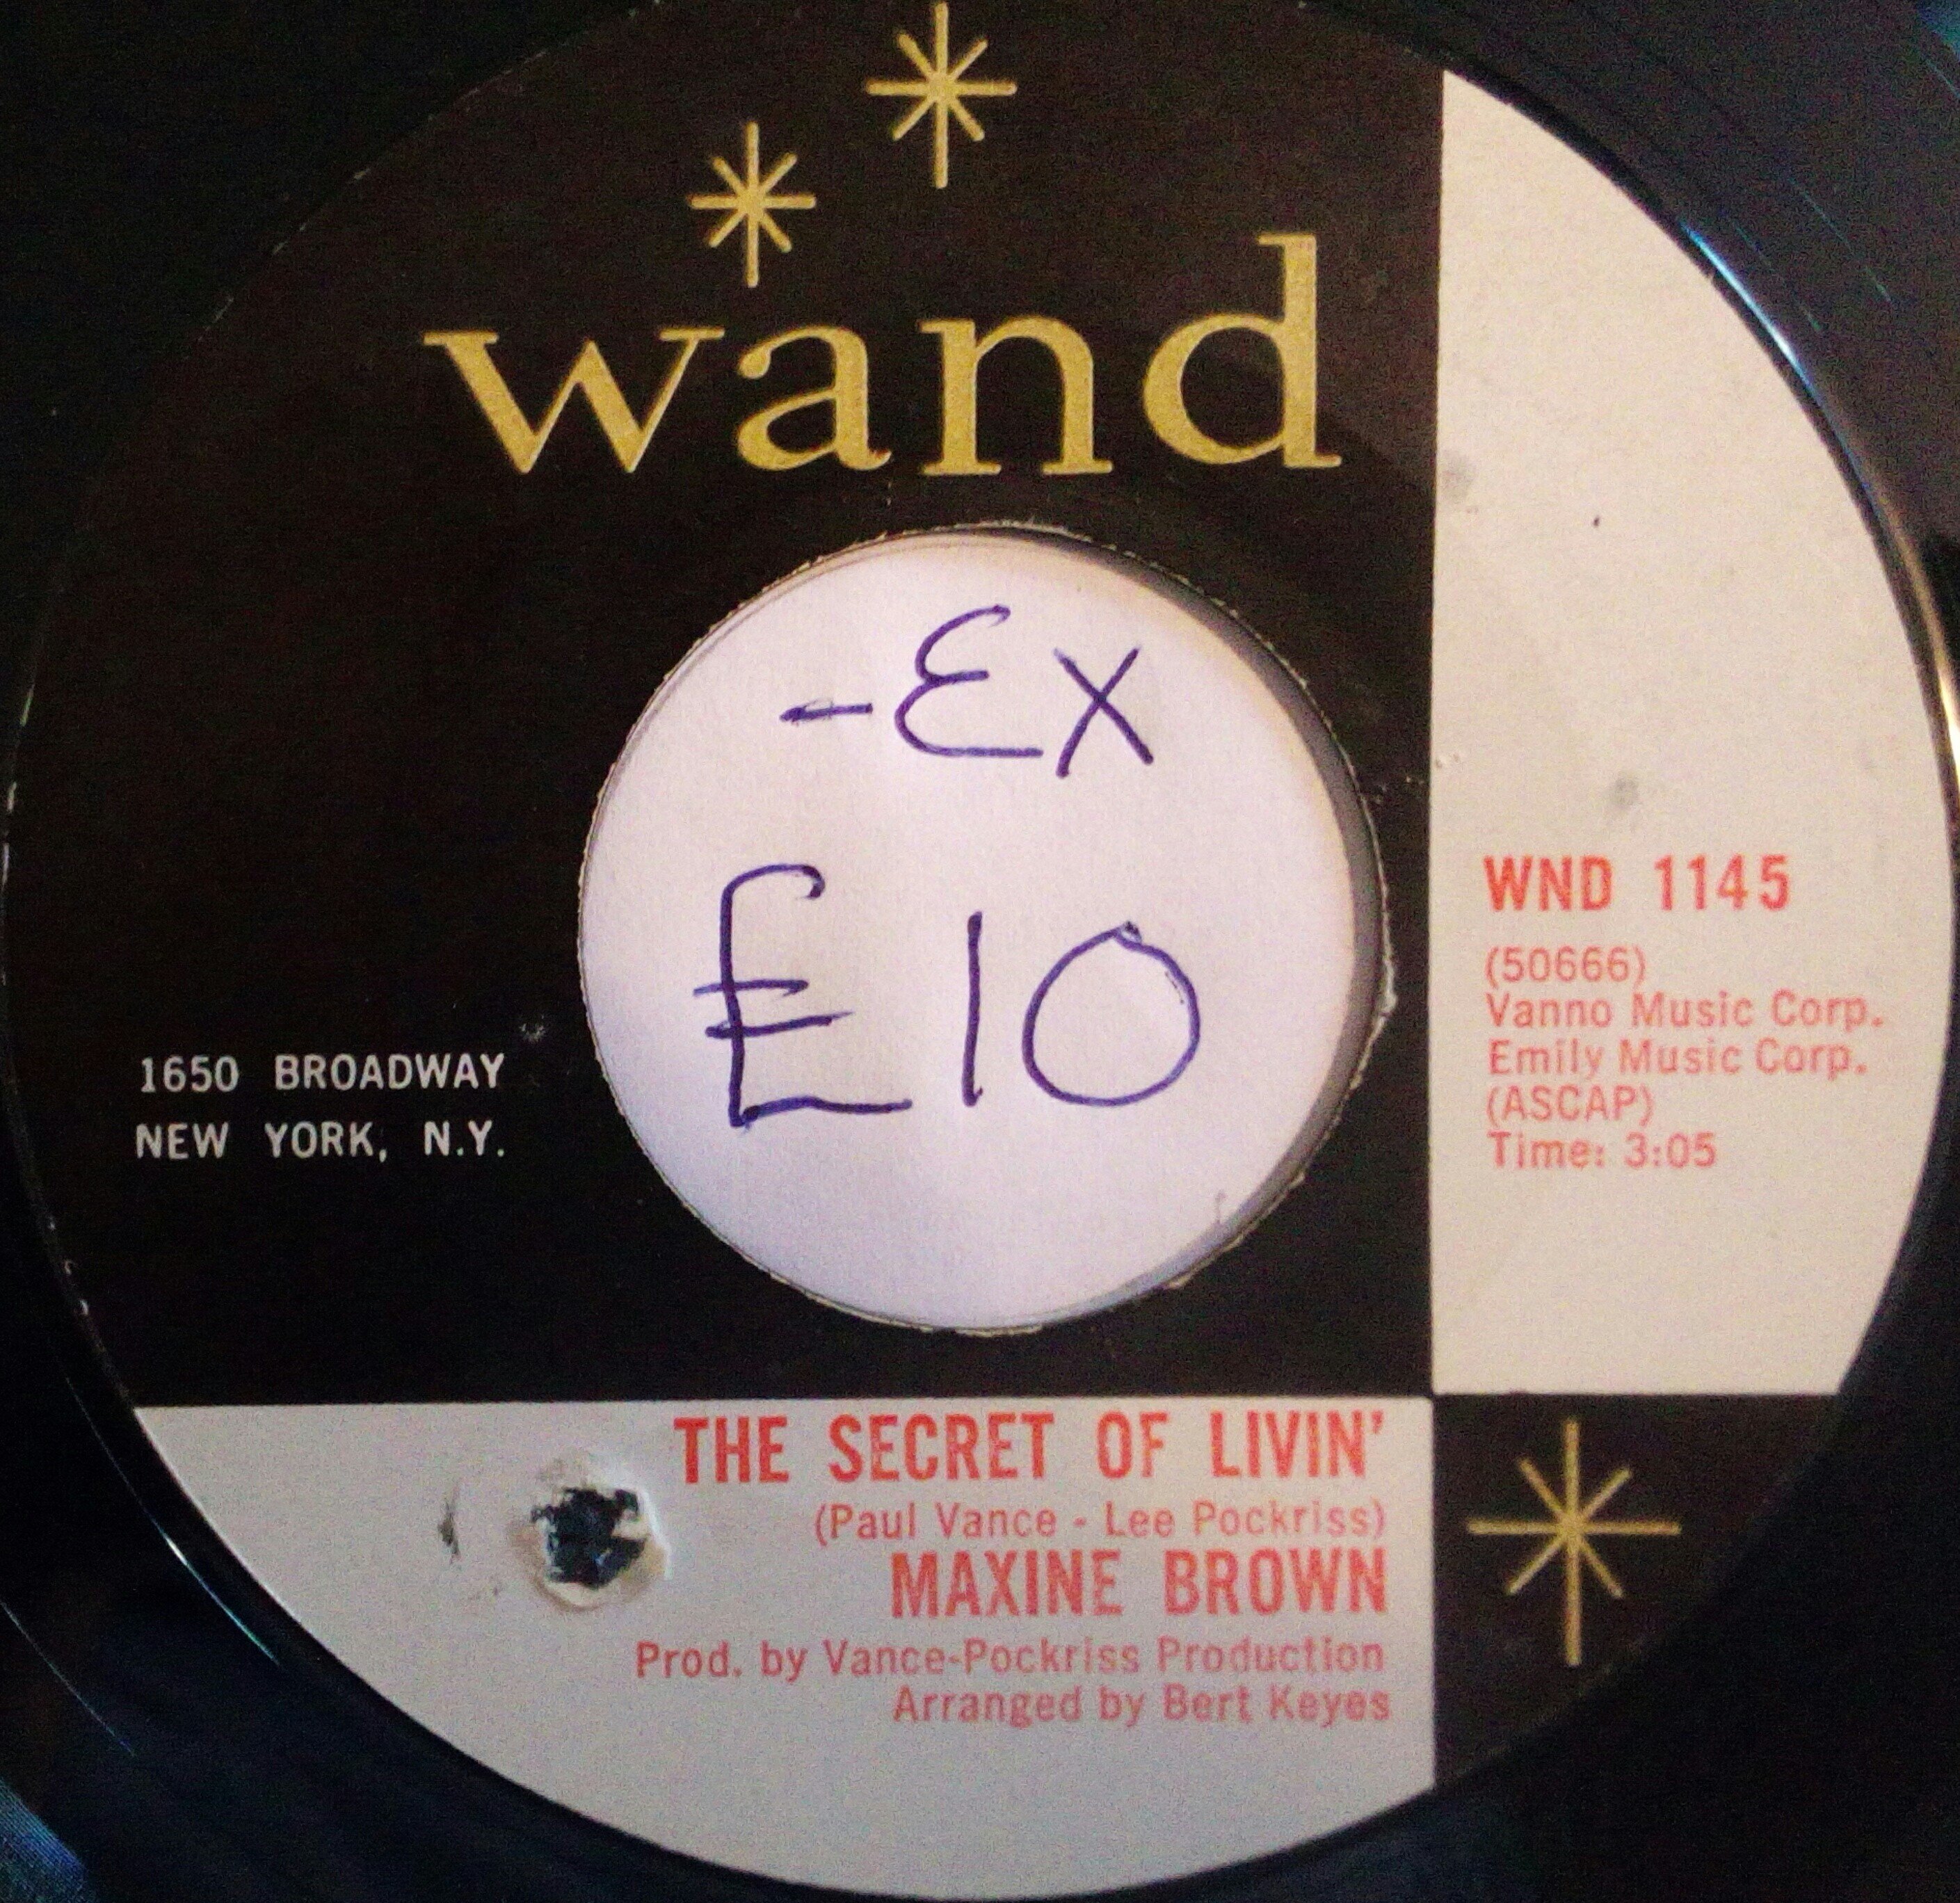 wand
-Ex
£10
1650 BROADWAY
NEW YORK, N.Y.
WND 1145
(50666)
Vanno Music Corp.
Emily Music Corp.
(ASCAP)
Time: 3:05
THE SECRET OF LIVIN'
(Paul Vance - Lee Pockriss)
MAXINE BROWN
Prod. by Vance-Pockriss Production
Arranged by Bert Keyes